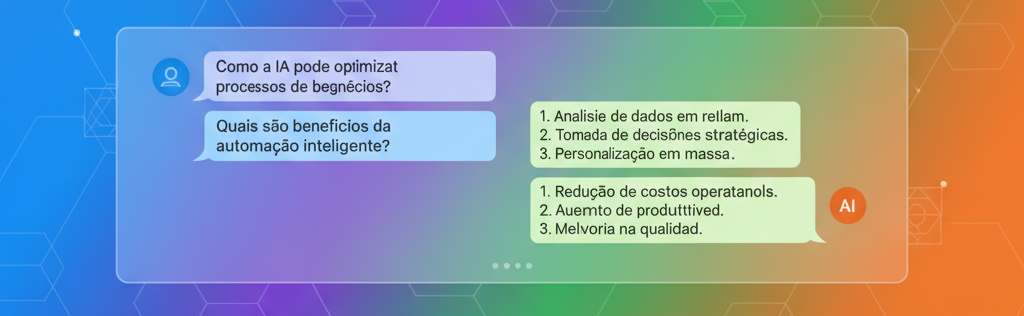 Como a IA pode optimizat
processos de begnécios?
Quais são beneficios da
automação inteligente?
1. Analisie de dados em rellam.
2. Tomada de decisiõnes stratégicas.
3. Personalização em massa.
1. Redução de costos operatanols.
2. Auemto de produtttived.
3. Melvoria na qualidad.
AI